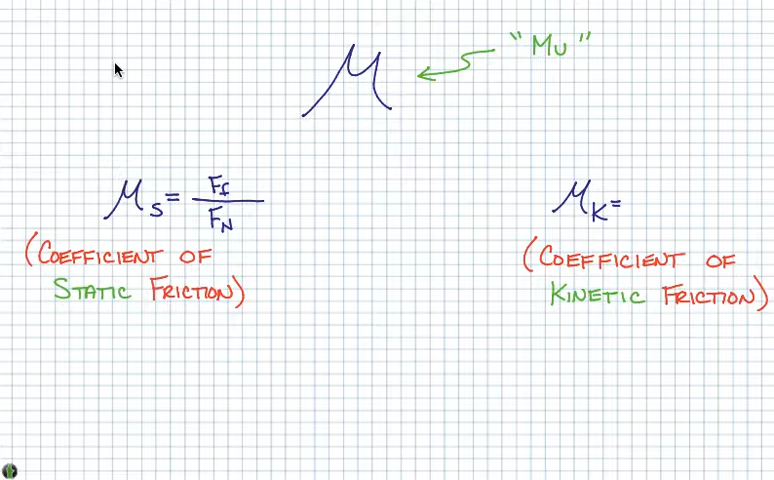 μ
"Mu"
μs = Ff / FN
μK =
(COEFFICIENT OF
STATIC FRICTION)
(COEFFICIENT OF
KINETIC FRICTION)